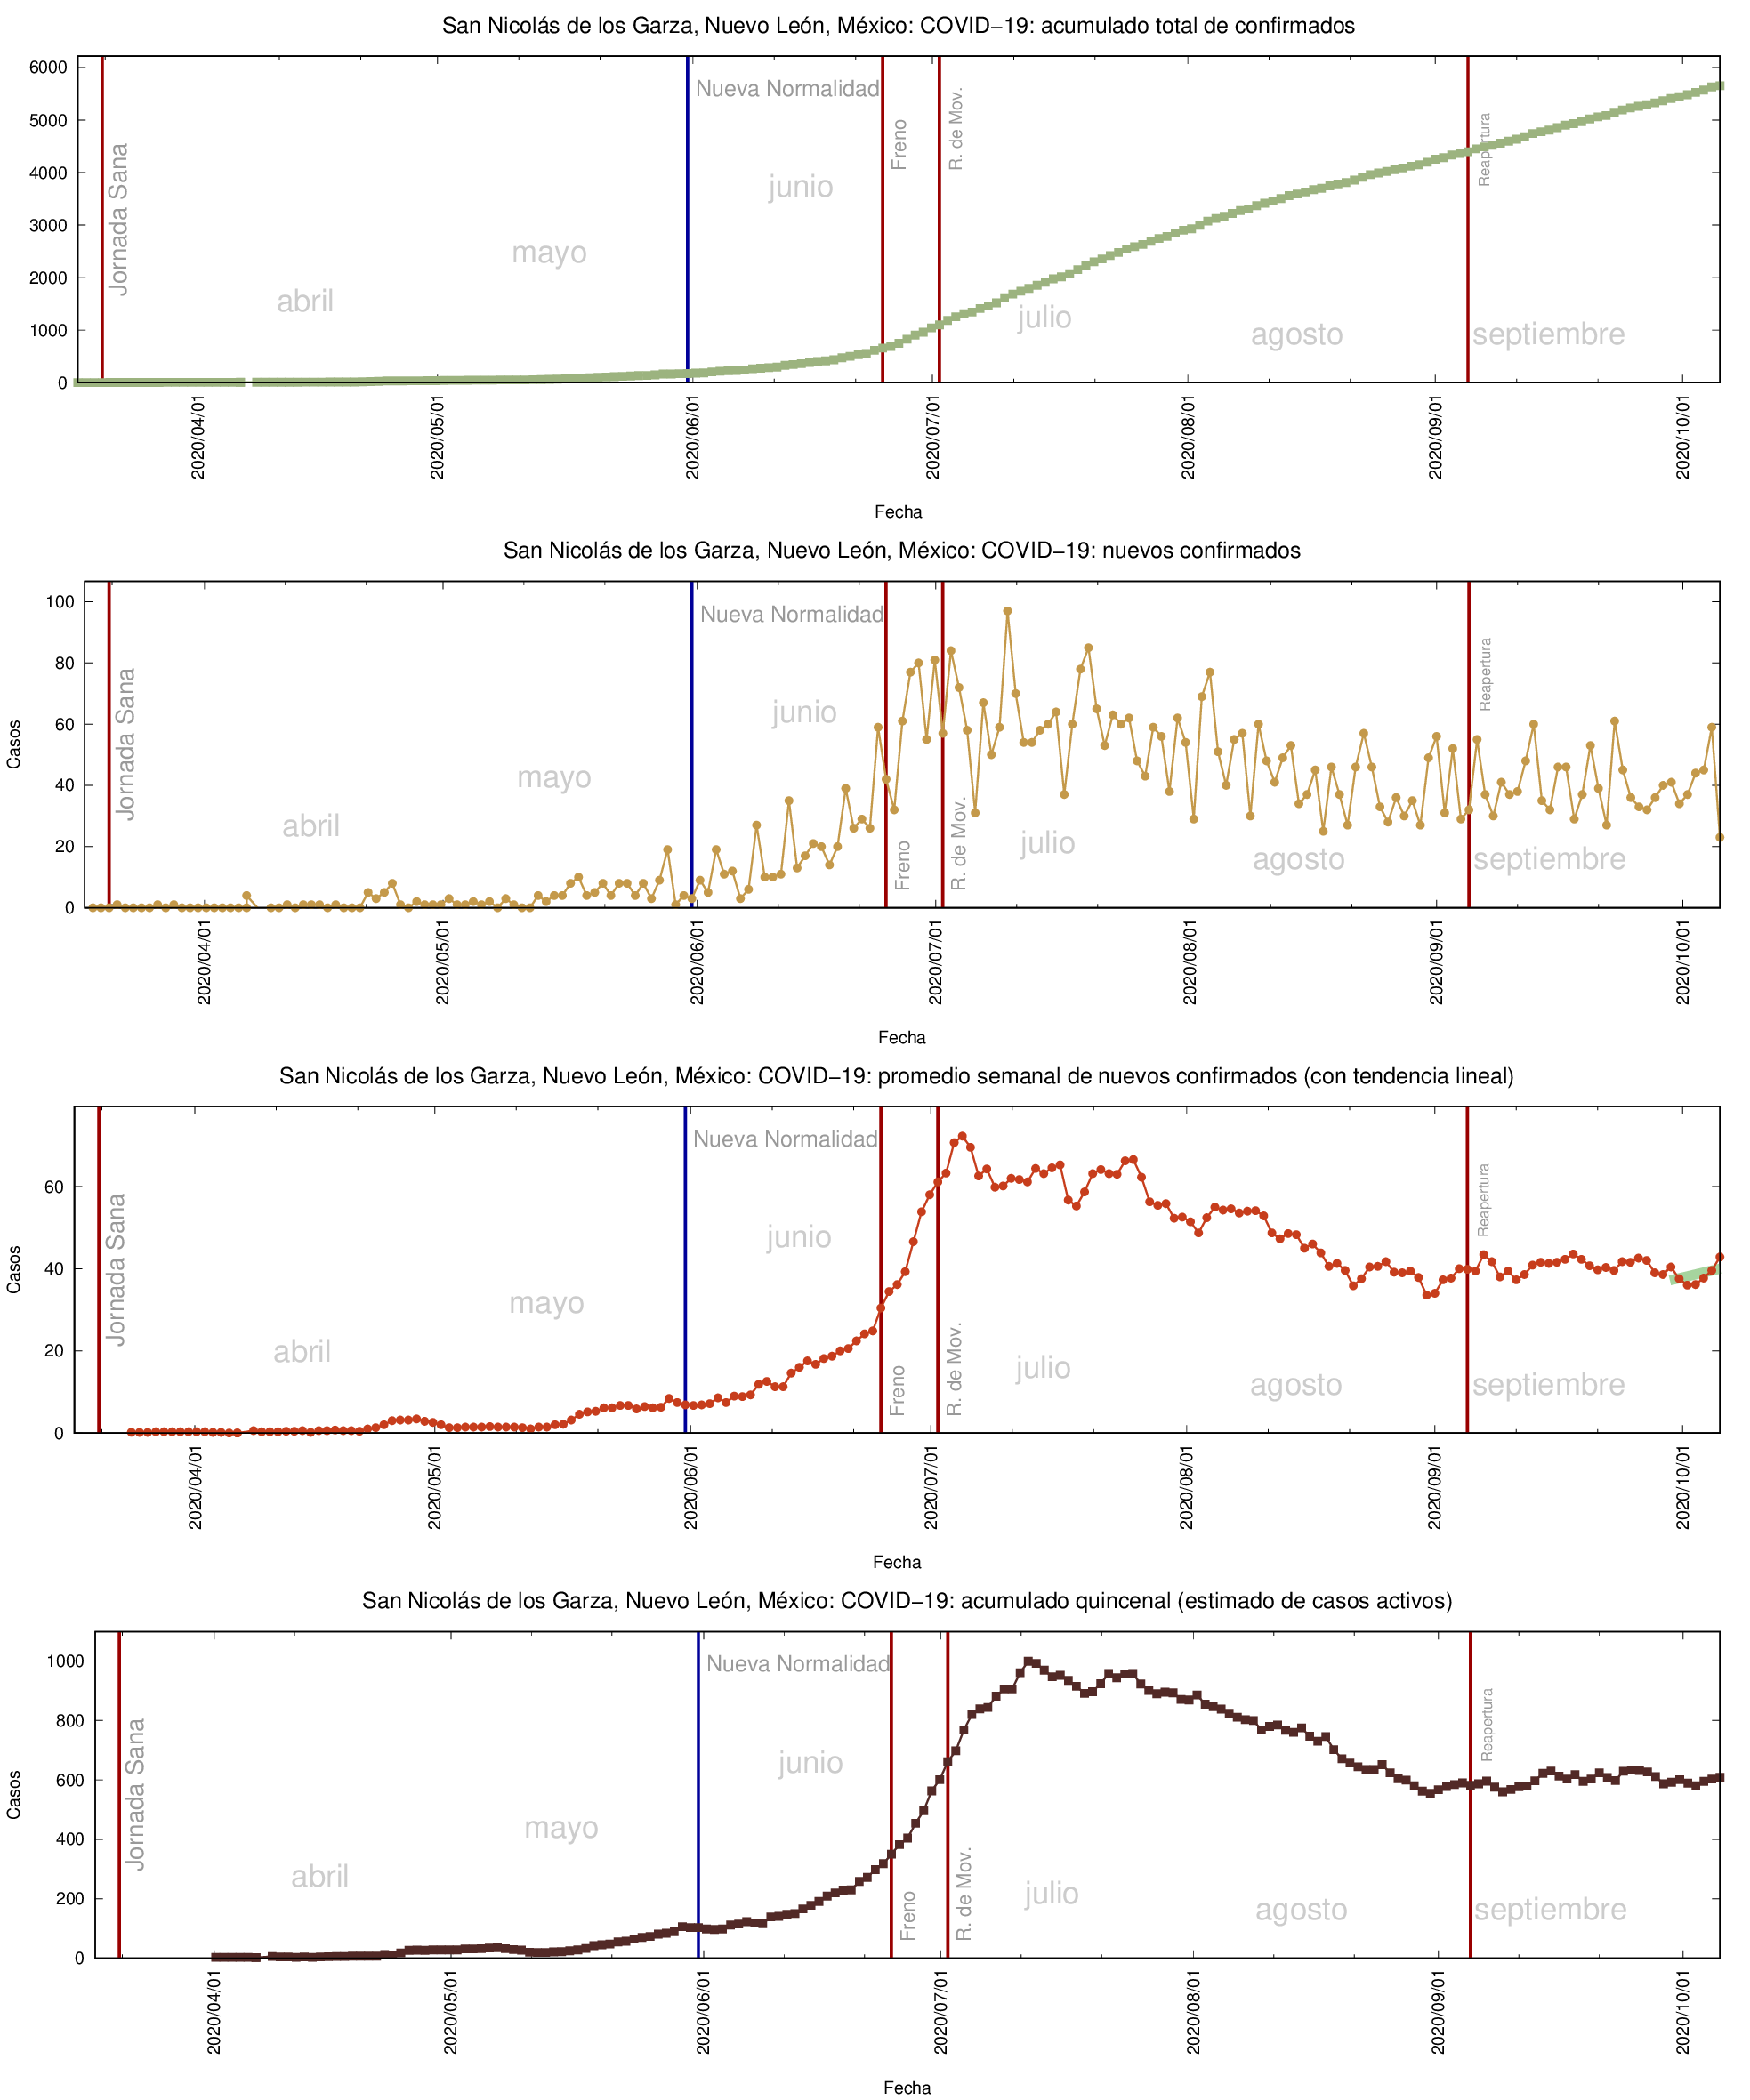 San Nicolás de los Garza, Nuevo León, México: COVID−19: acumulado total de confirmados
6000
5000
4000
3000
2000
1000
0
Jornada Sana
abril
mayo
Nueva Normalidad
junio
Freno
R. de Mov.
julio
agosto
Reapertura
septiembre
2020/04/01
2020/05/01
2020/06/01
2020/07/01
2020/08/01
2020/09/01
2020/10/01
Fecha
San Nicolás de los Garza, Nuevo León, México: COVID−19: nuevos confirmados
Casos
100
80
60
40
20
0
Jornada Sana
abril
mayo
Nueva Normalidad
junio
Freno
R. de Mov.
julio
agosto
Reapertura
septiembre
2020/04/01
2020/05/01
2020/06/01
2020/07/01
2020/08/01
2020/09/01
2020/10/01
Fecha
San Nicolás de los Garza, Nuevo León, México: COVID−19: promedio semanal de nuevos confirmados (con tendencia lineal)
Casos
60
40
20
0
Jornada Sana
abril
mayo
Nueva Normalidad
junio
Freno
R. de Mov.
julio
agosto
Reapertura
septiembre
2020/04/01
2020/05/01
2020/06/01
2020/07/01
2020/08/01
2020/09/01
2020/10/01
Fecha
San Nicolás de los Garza, Nuevo León, México: COVID−19: acumulado quincenal (estimado de casos activos)
Casos
1000
800
600
400
200
0
Jornada Sana
abril
mayo
Nueva Normalidad
junio
Freno
R. de Mov.
julio
agosto
Reapertura
septiembre
2020/04/01
2020/05/01
2020/06/01
2020/07/01
2020/08/01
2020/09/01
2020/10/01
Fecha